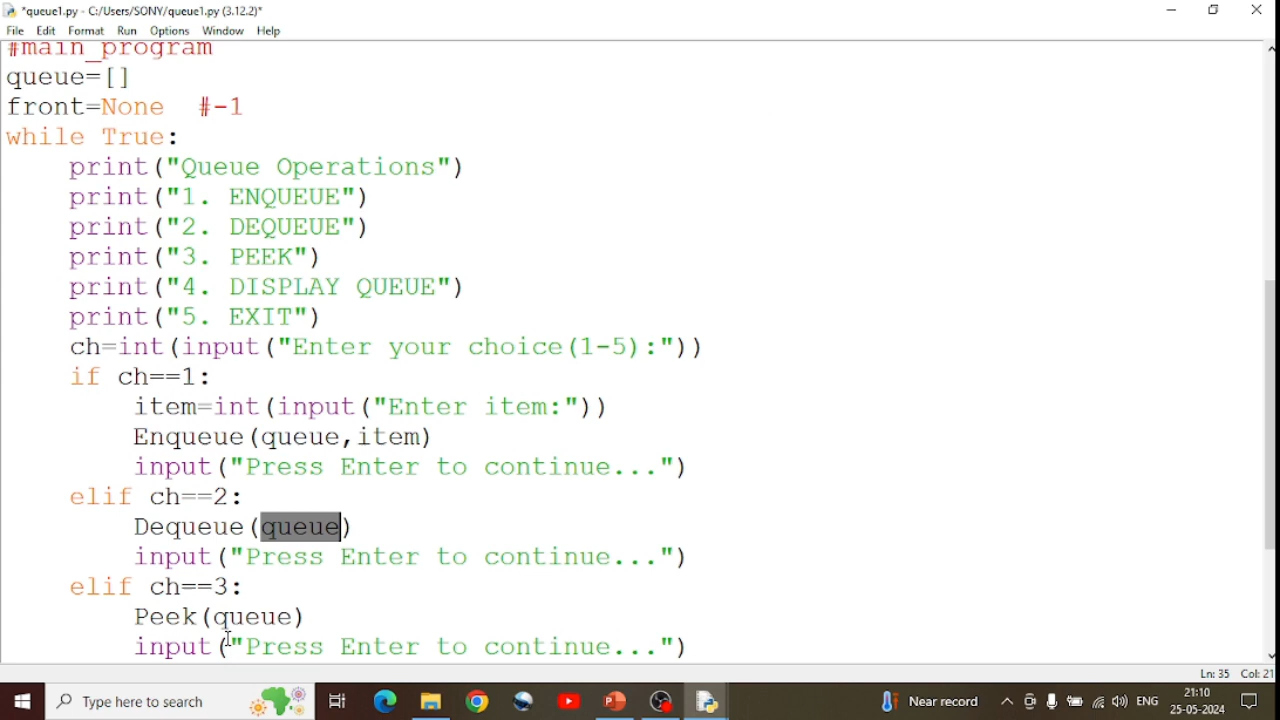 *queue1.py - C:/Users/SONY/queue1.py (3.12.2)*
File Edit Format Run Options Window Help
#main_program
queue=[]
front=None  #-1
while True:
    print("Queue Operations")
    print("1. ENQUEUE")
    print("2. DEQUEUE")
    print("3. PEEK")
    print("4. DISPLAY QUEUE")
    print("5. EXIT")
    ch=int(input("Enter your choice(1-5):"))
    if ch==1:
        item=int(input("Enter item:"))
        Enqueue(queue,item)
        input("Press Enter to continue...")
    elif ch==2:
        Dequeue(queue)
        input("Press Enter to continue...")
    elif ch==3:
        Peek(queue)
        input("Press Enter to continue...")
Ln: 35 Col: 21
Type here to search
Near record
ENG
21:10
25-05-2024